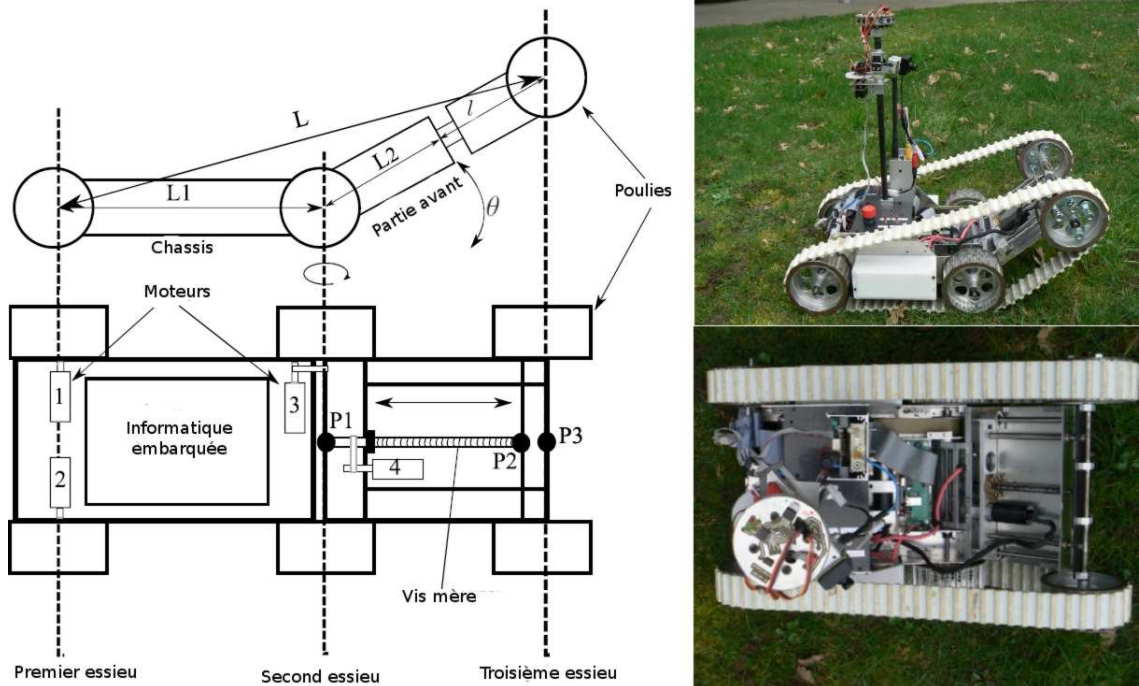 L
l
L2
L1
θ
Partie avant
Poulies
Chassis
Moteurs
1
2
3
4
Informatique
embarquée
P1
P2
P3
Vis mère
Premier essieu
Second essieu
Troisième essieu